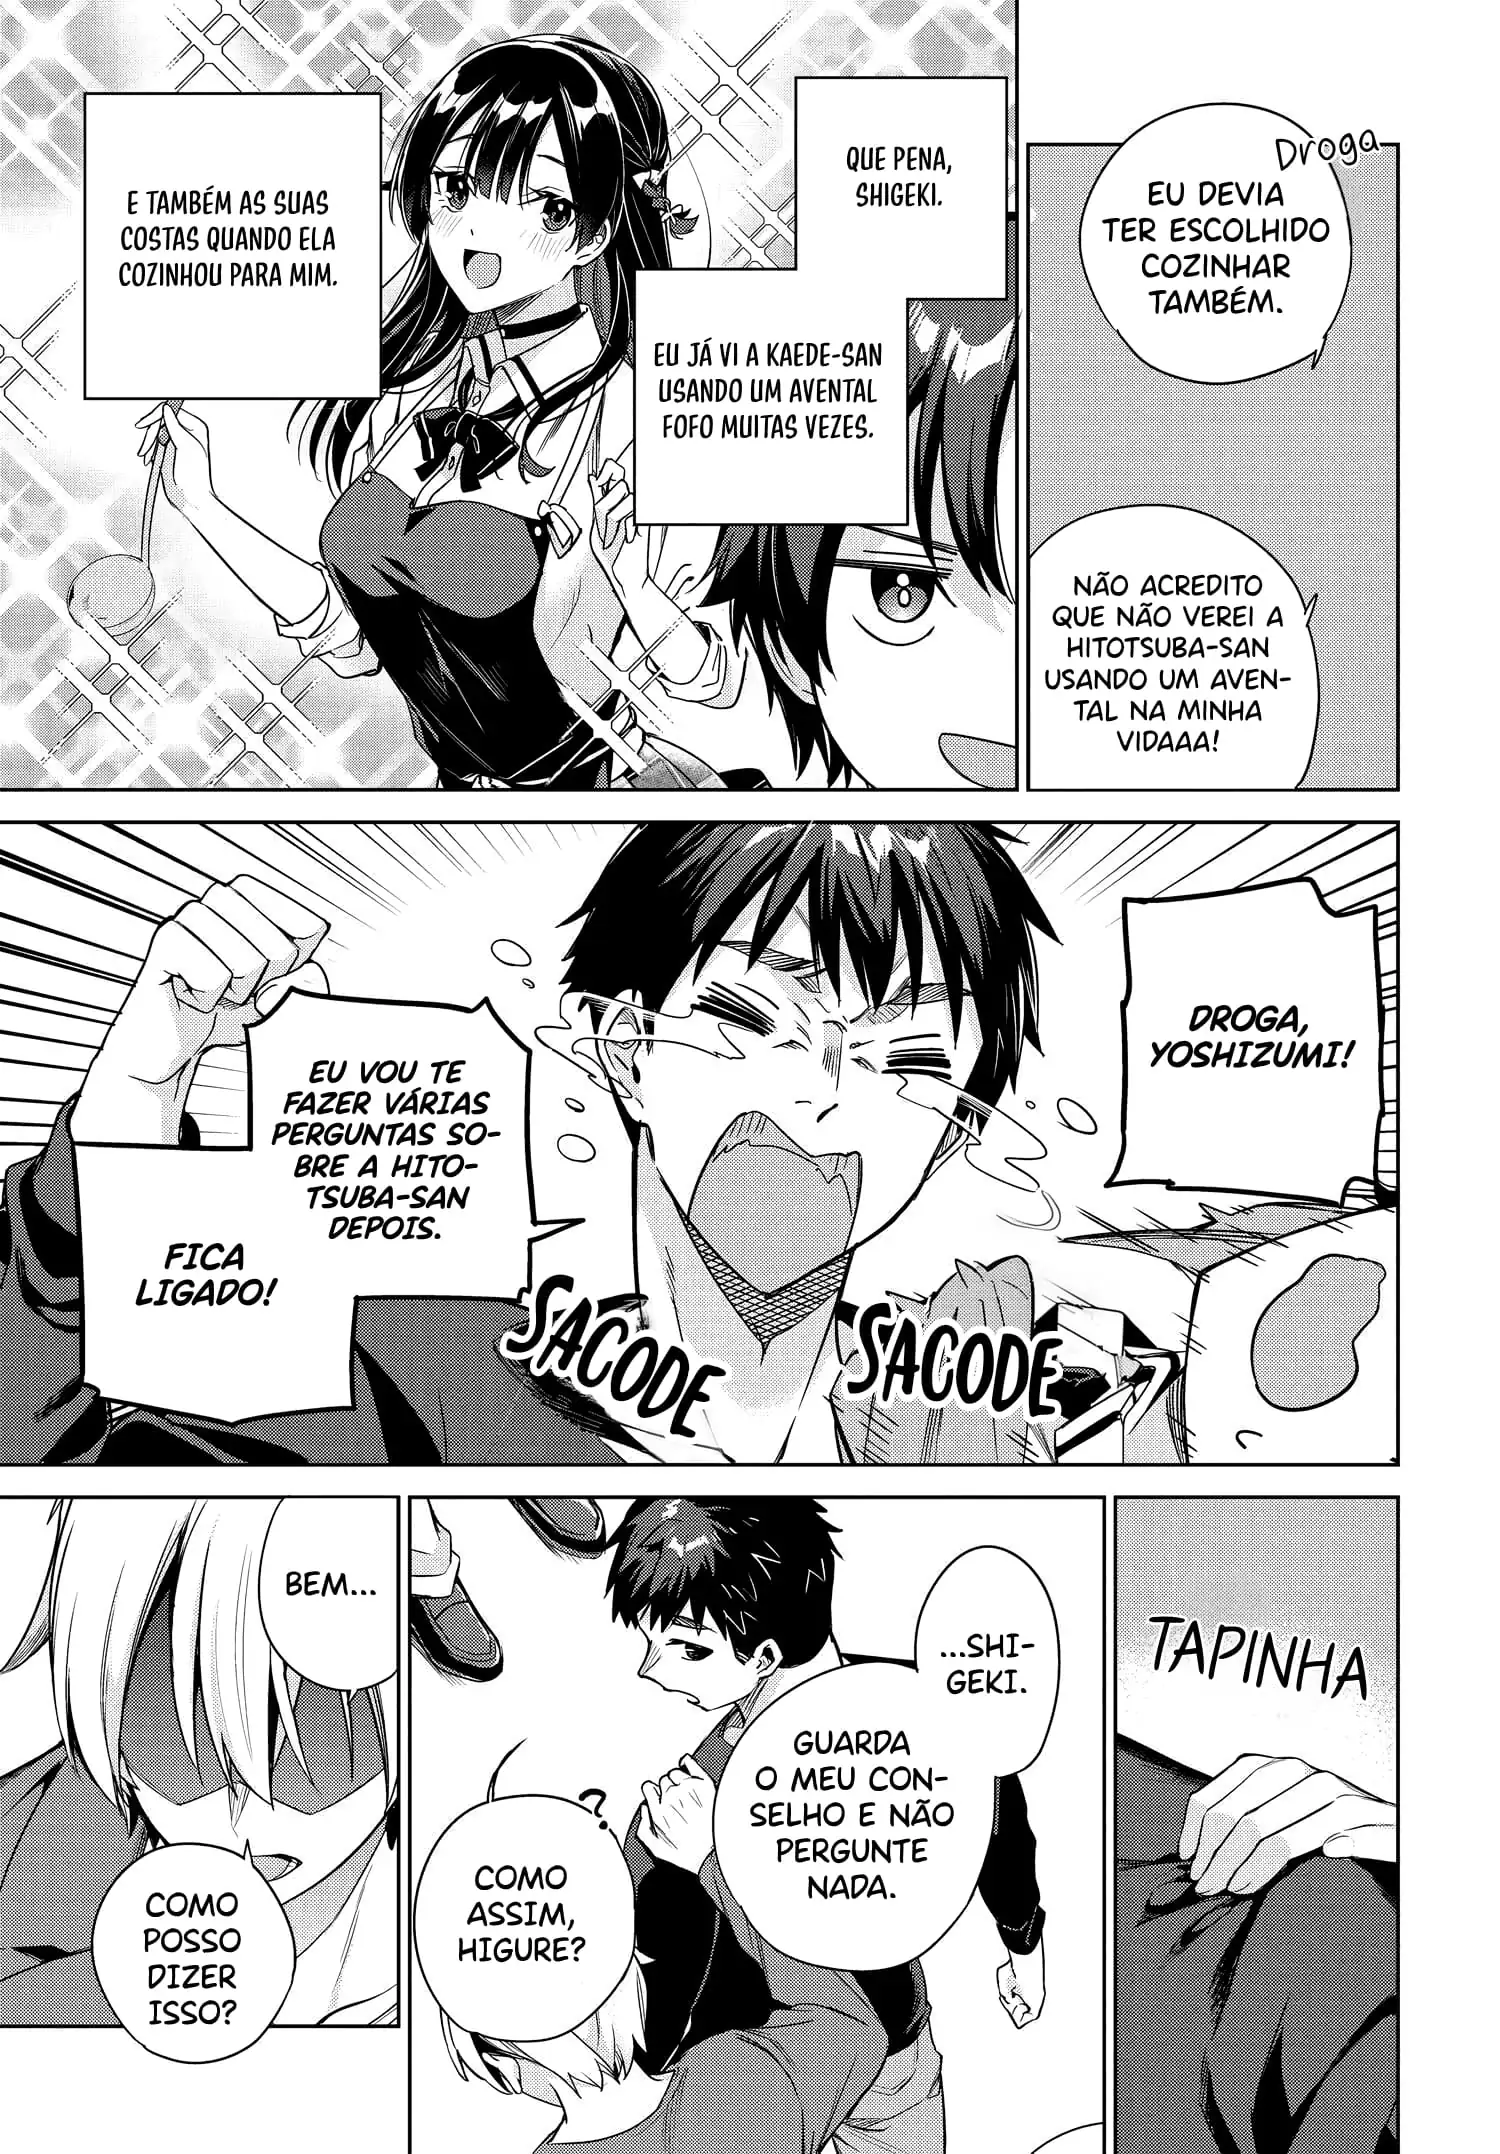 Droga
EU DEVIA
TER ESCOLHIDO
COZINHAR
TAMBÉM.
NÃO ACREDITO
QUE NÃO VEREI A
HITOTSUBA-SAN
USANDO UM AVEN-
TAL NA MINHA
VIDAAA!
QUE PENA,
SHIGEKI.
EU JÁ VI A KAEDE-SAN
USANDO UM AVENTAL
FOFO MUITAS VEZES.
E TAMBÉM AS SUAS
COSTAS QUANDO ELA
COZINHOU PARA MIM.
DROGA,
YOSHIZUMI!
EU VOU TE
FAZER VÁRIAS
PERGUNTAS SO-
BRE A HITO-
TSUBA-SAN
DEPOIS.
FICA
LIGADO!
SACODE
SACODE
TAPINHA
...SHI-
GEKI.
GUARDA
O MEU CON-
SELHO E NÃO
PERGUNTE
NADA.
?
COMO
ASSIM,
HIGURE?
BEM...
COMO
POSSO
DIZER
ISSO?